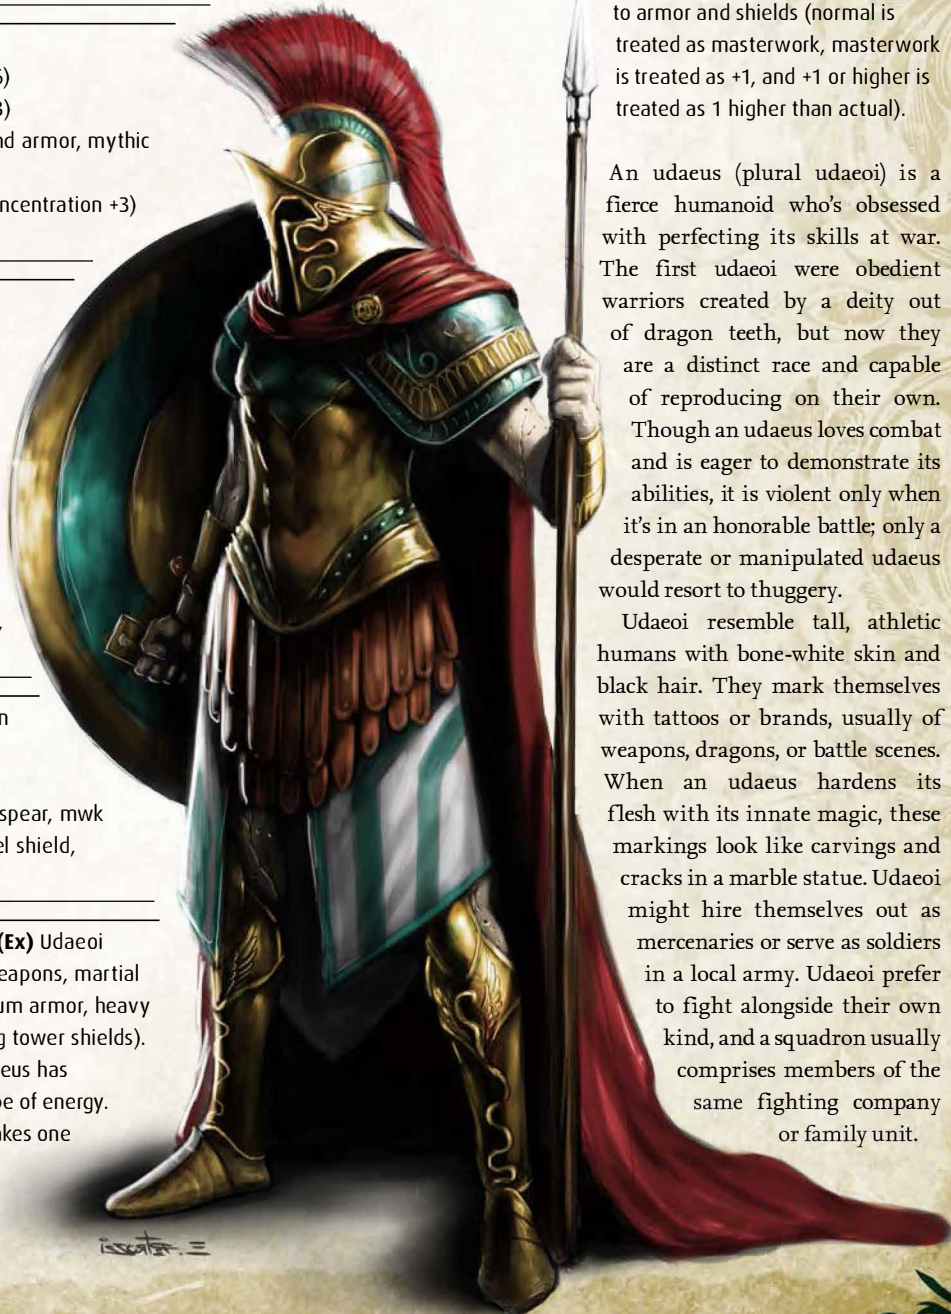 6)
3)
nd armor, mythic
ncentration +3)
n
spear, mwk
el shield,
(Ex) Udaeoi
eapons, martial
um armor, heavy
g tower shields).
eus has
pe of energy.
akes one
to armor and shields (normal is
treated as masterwork, masterwork
is treated as +1, and +1 or higher is
treated as 1 higher than actual).
An udaeus (plural udaeoi) is a
fierce humanoid who's obsessed
with perfecting its skills at war.
The first udaeoi were obedient
warriors created by a deity out
of dragon teeth, but now they
are a distinct race and capable
of reproducing on their own.
Though an udaeus loves combat
and is eager to demonstrate its
abilities, it is violent only when
it's in an honorable battle; only a
desperate or manipulated udaeus
would resort to thuggery.
Udaeoi resemble tall, athletic
humans with bone-white skin and
black hair. They mark themselves
with tattoos or brands, usually of
weapons, dragons, or battle scenes.
When an udaeus hardens its
flesh with its innate magic, these
markings look like carvings and
cracks in a marble statue. Udaeoi
might hire themselves out as
mercenaries or serve as soldiers
in a local army. Udaeoi prefer
to fight alongside their own
kind, and a squadron usually
comprises members of the
same fighting company
or family unit.